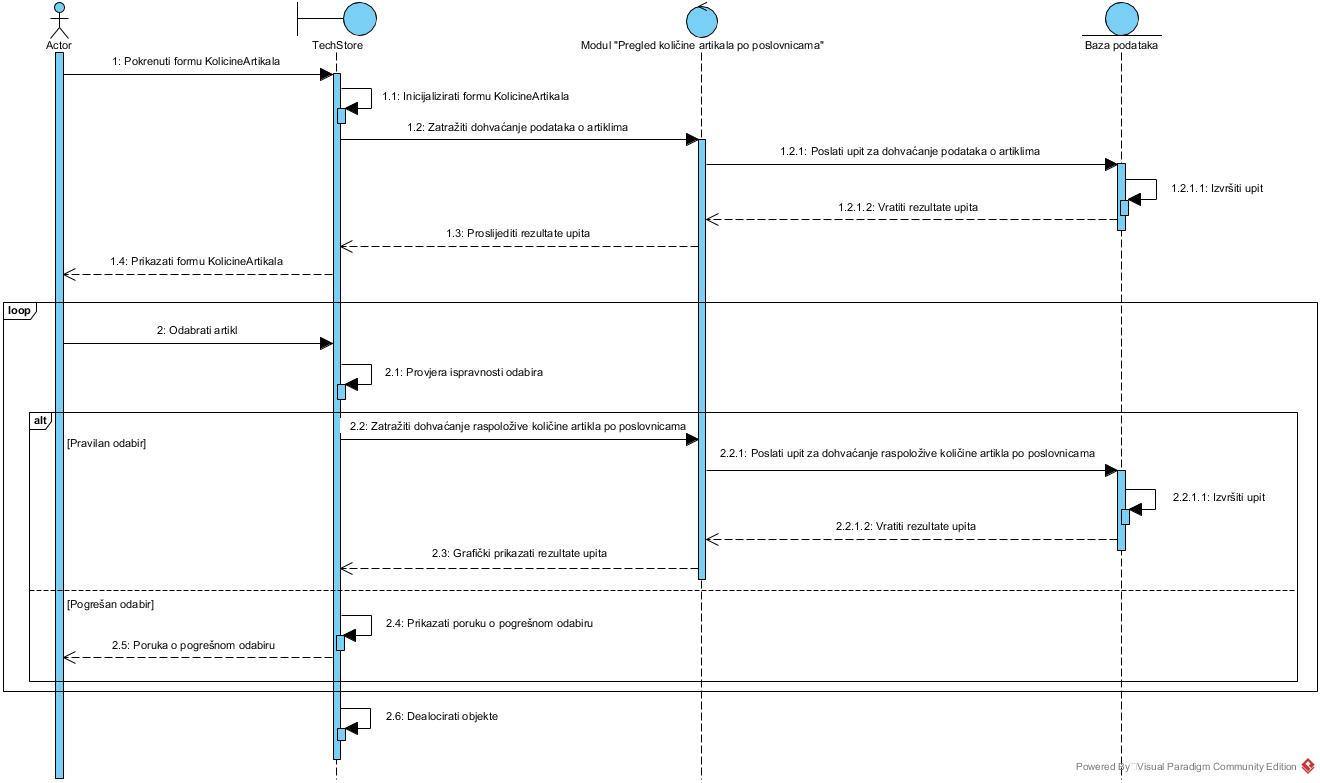 Actor
TechStore
Modul "Pregled količine artikala po poslovnicama"
Baza podataka
1: Pokrenuti formu KolicineArtikala
1.1: Inicijalizirati formu KolicineArtikala
1.2: Zatražiti dohvaćanje podataka o artiklima
1.2.1: Poslati upit za dohvaćanje podataka o artiklima
1.2.1.1: Izvršiti upit
1.2.1.2: Vratiti rezultate upita
1.3: Proslijediti rezultate upita
1.4: Prikazati formu KolicineArtikala
loop
2: Odabrati artikl
2.1: Provjera ispravnosti odabira
alt
2.2: Zatražiti dohvaćanje raspoložive količine artikla po poslovnicama
[Pravilan odabir]
2.2.1: Poslati upit za dohvaćanje raspoložive količine artikla po poslovnicama
2.2.1.1: Izvršiti upit
2.2.1.2: Vratiti rezultate upita
2.3: Grafički prikazati rezultate upita
[Pogrešan odabir]
2.4: Prikazati poruku o pogrešnom odabiru
2.5: Poruka o pogrešnom odabiru
2.6: Dealocirati objekte
Powered By Visual Paradigm Community Edition